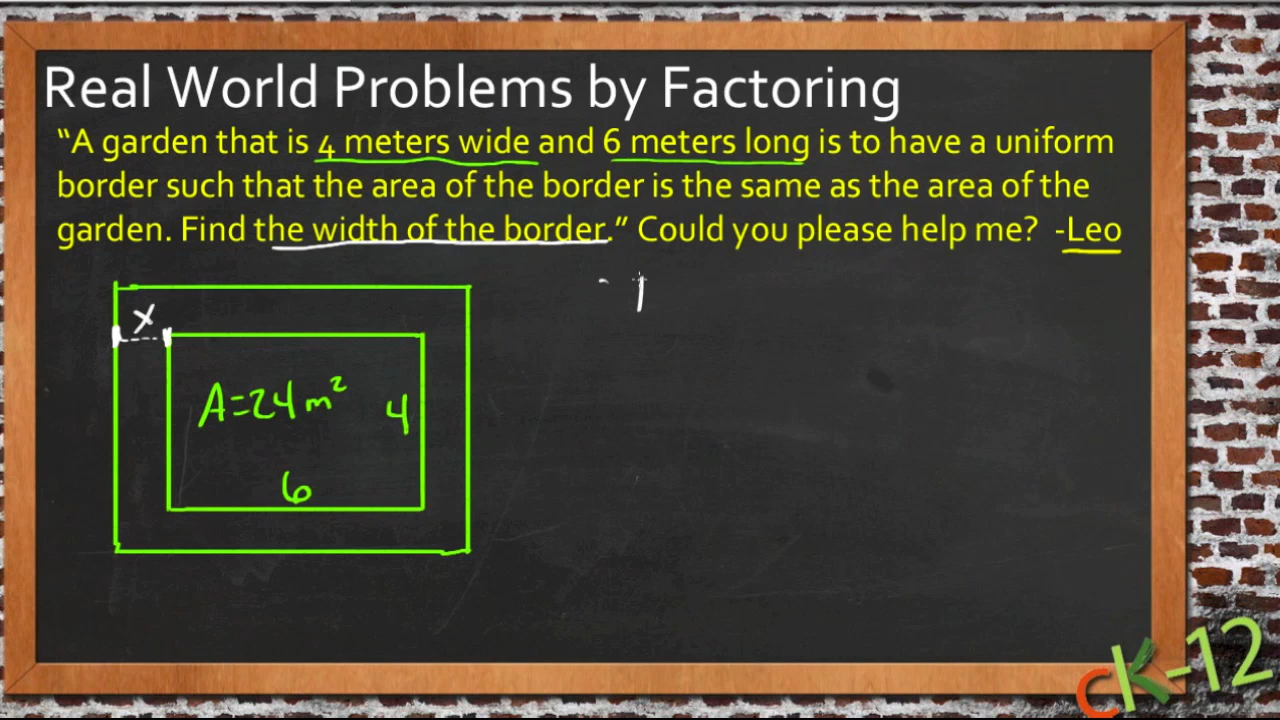 Real World Problems by Factoring
“A garden that is 4 meters wide and 6 meters long is to have a uniform
border such that the area of the border is the same as the area of the
garden. Find the width of the border.” Could you please help me? -Leo
x
A=24m²
4
6
CK-12